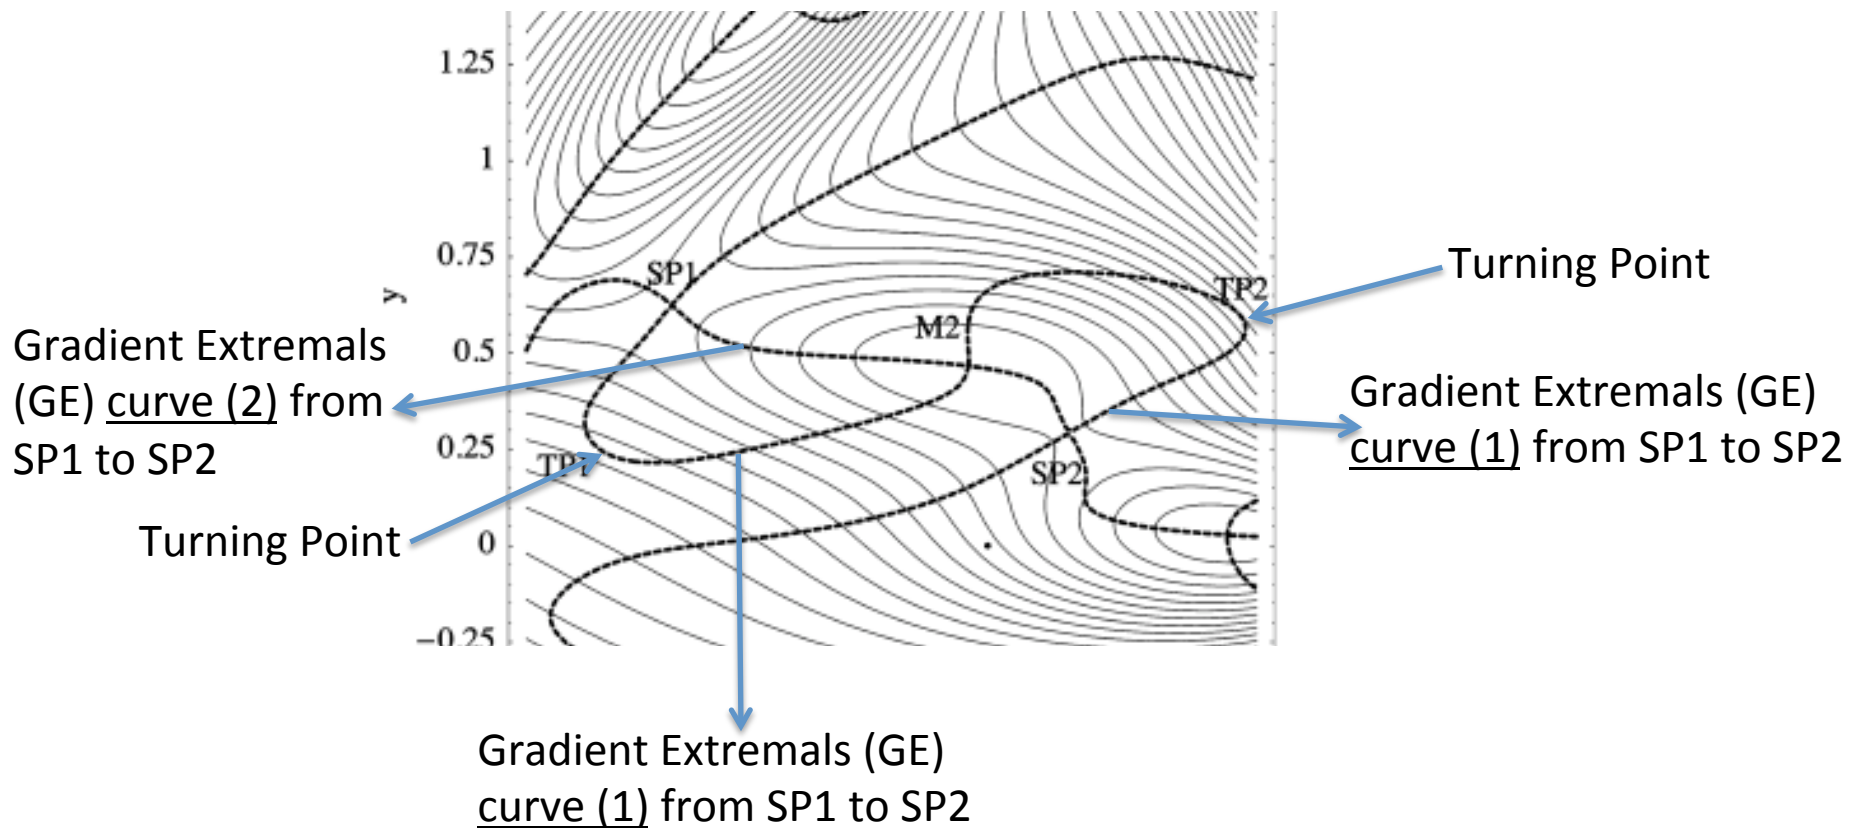 1.25
1
0.75
0.5
0.25
0
−0.25
y
SP1
M2
TP2
TP1
SP2
Turning Point
Gradient Extremals
(GE) curve (2) from
SP1 to SP2
Gradient Extremals (GE)
curve (1) from SP1 to SP2
Turning Point
Gradient Extremals (GE)
curve (1) from SP1 to SP2